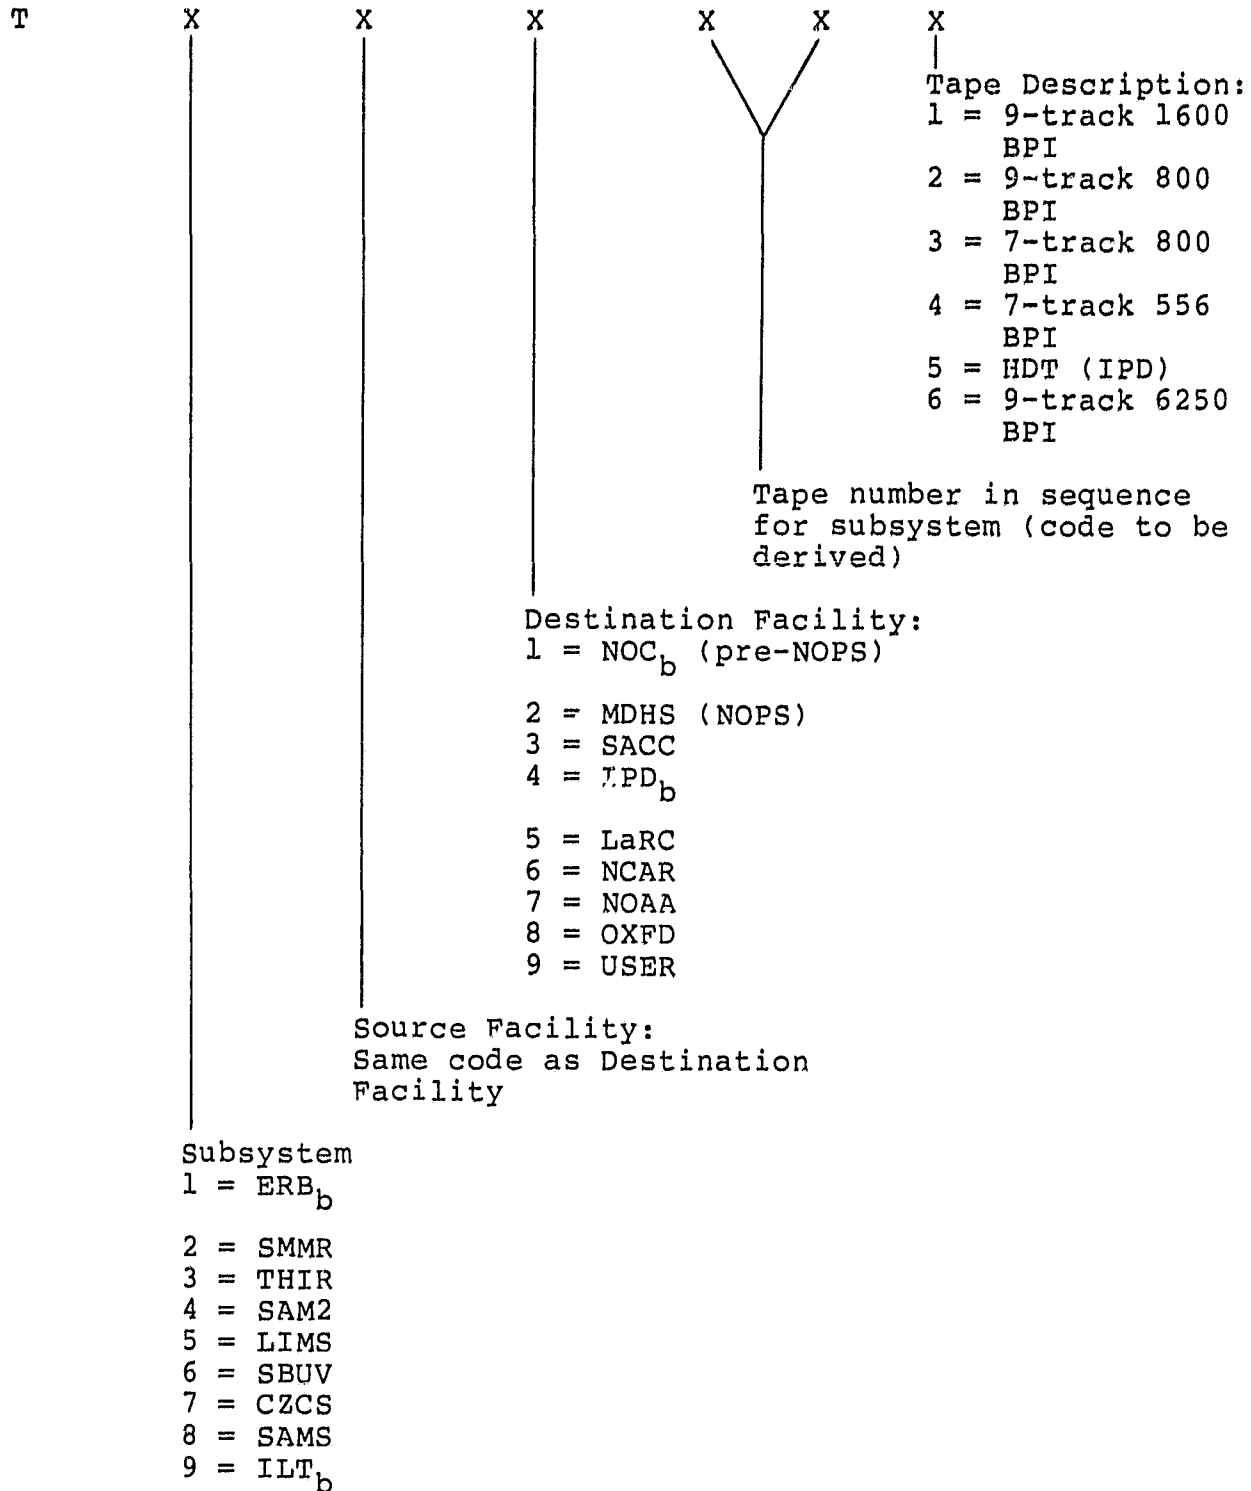 T X X X X X X
Tape Description:
1 = 9-track 1600
BPI
2 = 9-track 800
BPI
3 = 7-track 800
BPI
4 = 7-track 556
BPI
5 = HDT (IPD)
6 = 9-track 6250
BPI
Tape number in sequence
for subsystem (code to be
derived)
Destination Facility:
1 = NOCb (pre-NOPS)
2 = MDHS (NOPS)
3 = SACC
4 = IPDb
5 = LaRC
6 = NCAR
7 = NOAA
8 = OXFD
9 = USER
Source Facility:
Same code as Destination
Facility
Subsystem
1 = ERBb
2 = SMMR
3 = THIR
4 = SAM2
5 = LIMS
6 = SBUV
7 = CZCS
8 = SAMS
9 = ILTb